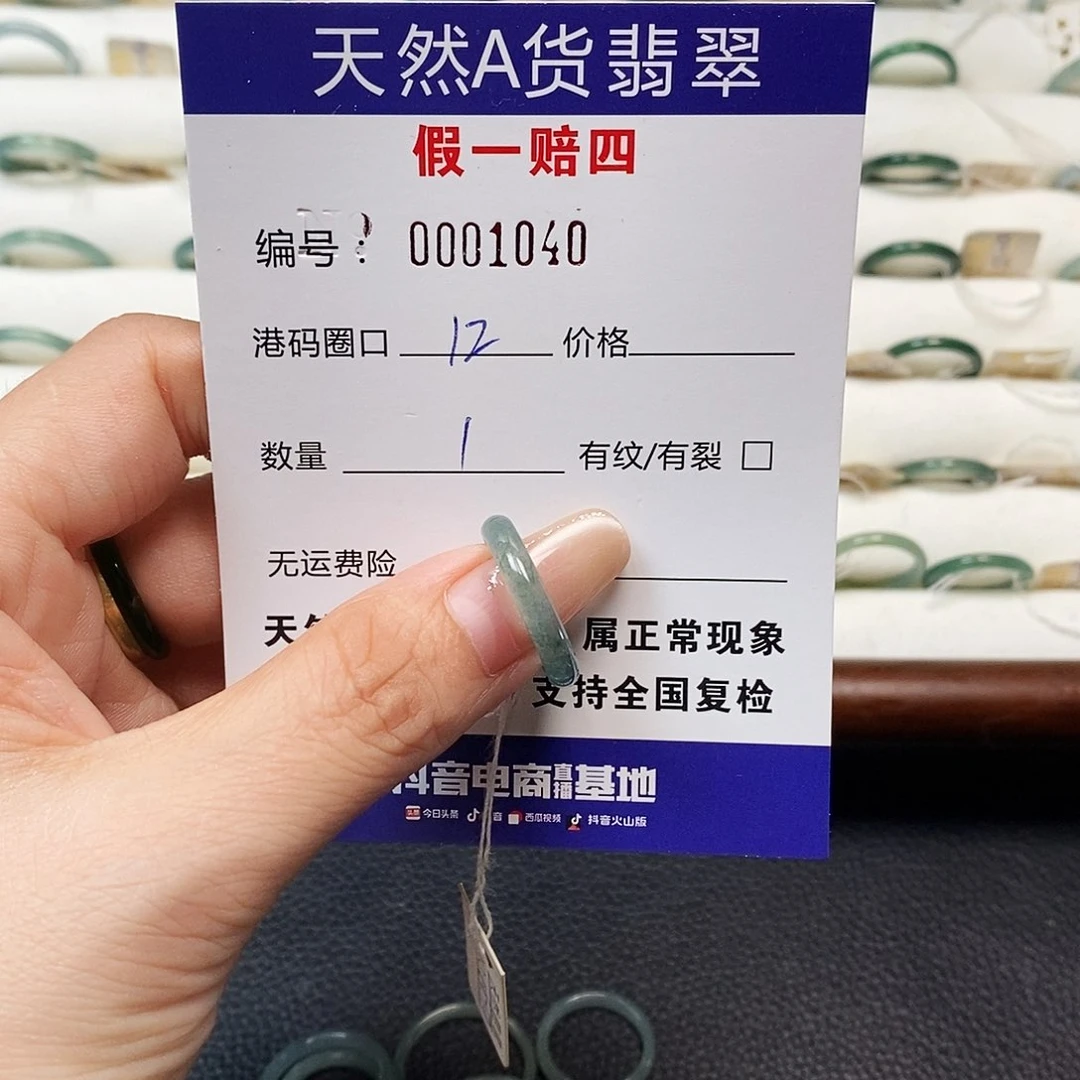 天然A货翡翠
假一赔四
编号： 0001040
港码圈口 12 价格
数量 1 有纹/有裂 □
无运费险
天然 属正常现象
支持全国复检
抖音电商直播基地
今日头条 抖音 西瓜视频 抖音火山版